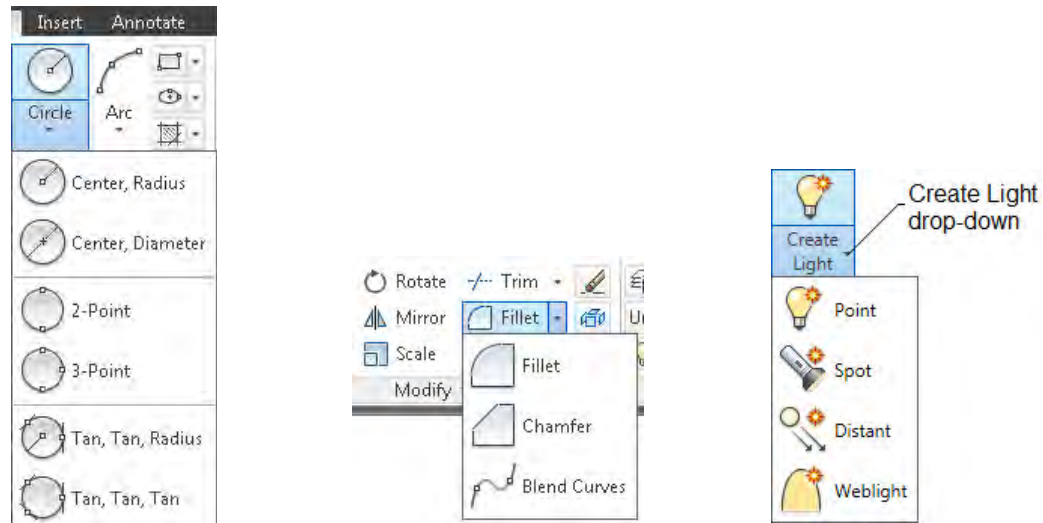 Insert Annotate
Circle
Arc
Center, Radius
Center, Diameter
2-Point
3-Point
Tan, Tan, Radius
Tan, Tan, Tan
Rotate Trim
Mirror Fillet
Scale
Modify
Fillet
Chamfer
Blend Curves
Create
Light
Create Light
drop-down
Point
Spot
Distant
Weblight